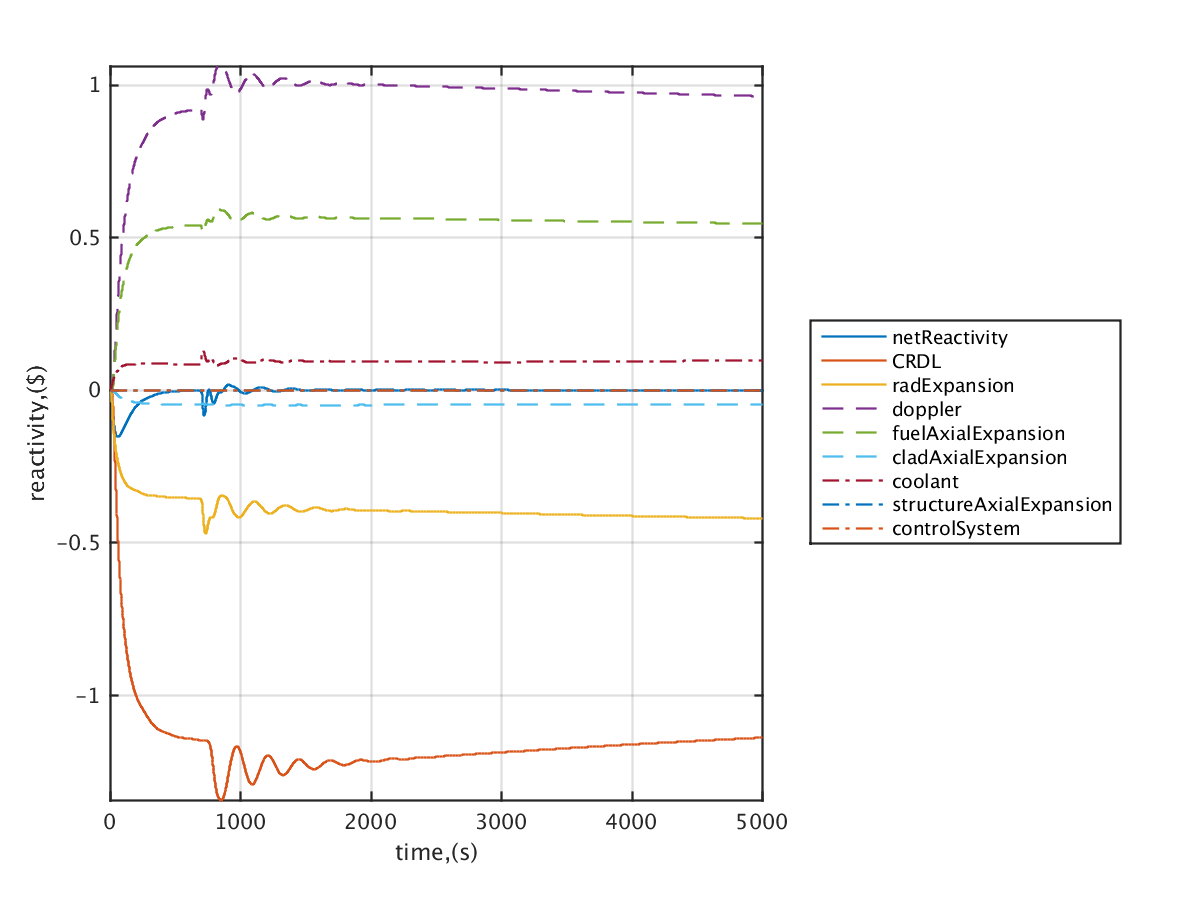 1
0.5
0
−0.5
−1
reactivity,($)
0
1000
2000
3000
4000
5000
time,(s)
netReactivity
CRDL
radExpansion
doppler
fuelAxialExpansion
cladAxialExpansion
coolant
structureAxialExpansion
controlSystem